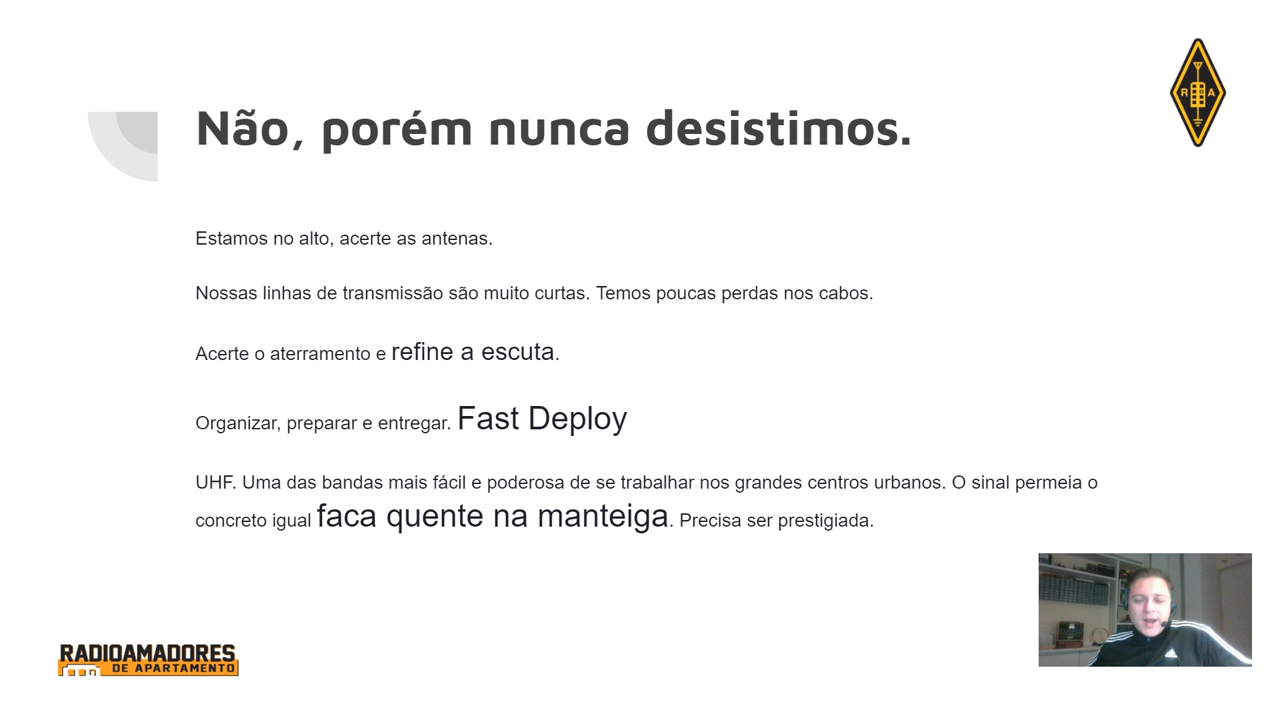 Não, porém nunca desistimos.
R A
Estamos no alto, acerte as antenas.
Nossas linhas de transmissão são muito curtas. Temos poucas perdas nos cabos.
Acerte o aterramento e refine a escuta.
Organizar, preparar e entregar. Fast Deploy
UHF. Uma das bandas mais fácil e poderosa de se trabalhar nos grandes centros urbanos. O sinal permeia o
concreto igual faca quente na manteiga. Precisa ser prestigiada.
RADIOAMADORES
DE APARTAMENTO